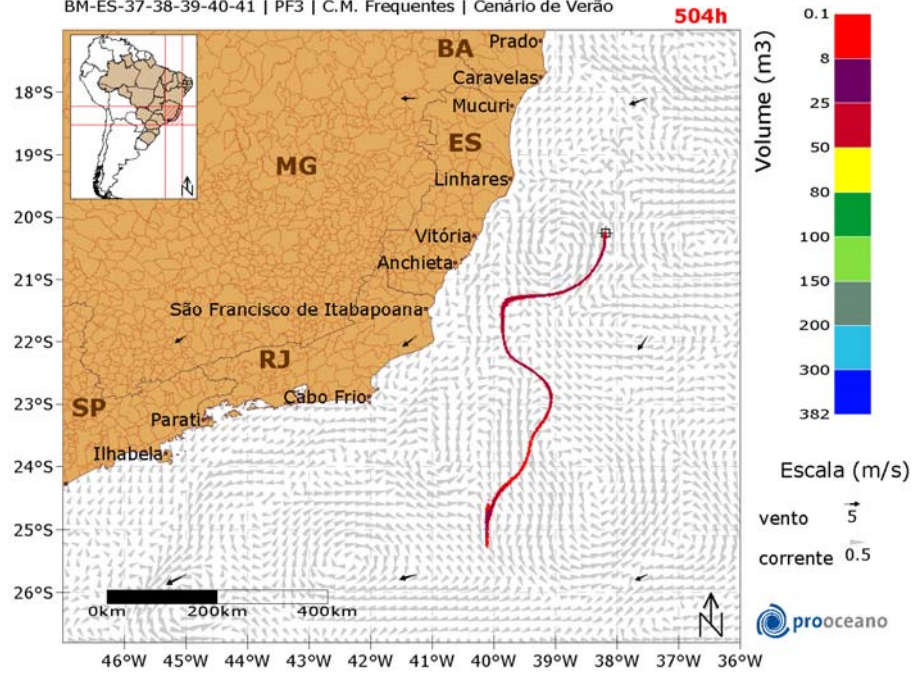 BM-ES-37-38-39-40-41 | PF3 | C.M. Frequentes | Cenário de Verão
504h
BA
Prado
Caravelas
Mucuri
ES
MG
Linhares
Vitória
Anchieta
São Francisco de Itabapoana
RJ
Cabo Frio
SP
Parati
Ilhabela
18°S
19°S
20°S
21°S
22°S
23°S
24°S
25°S
26°S
0km 200km 400km
N
N
46°W 45°W 44°W 43°W 42°W 41°W 40°W 39°W 38°W 37°W 36°W
Volume (m3)
0.1
8
25
50
80
100
150
200
300
382
Escala (m/s)
vento 5
corrente 0.5
prooceano